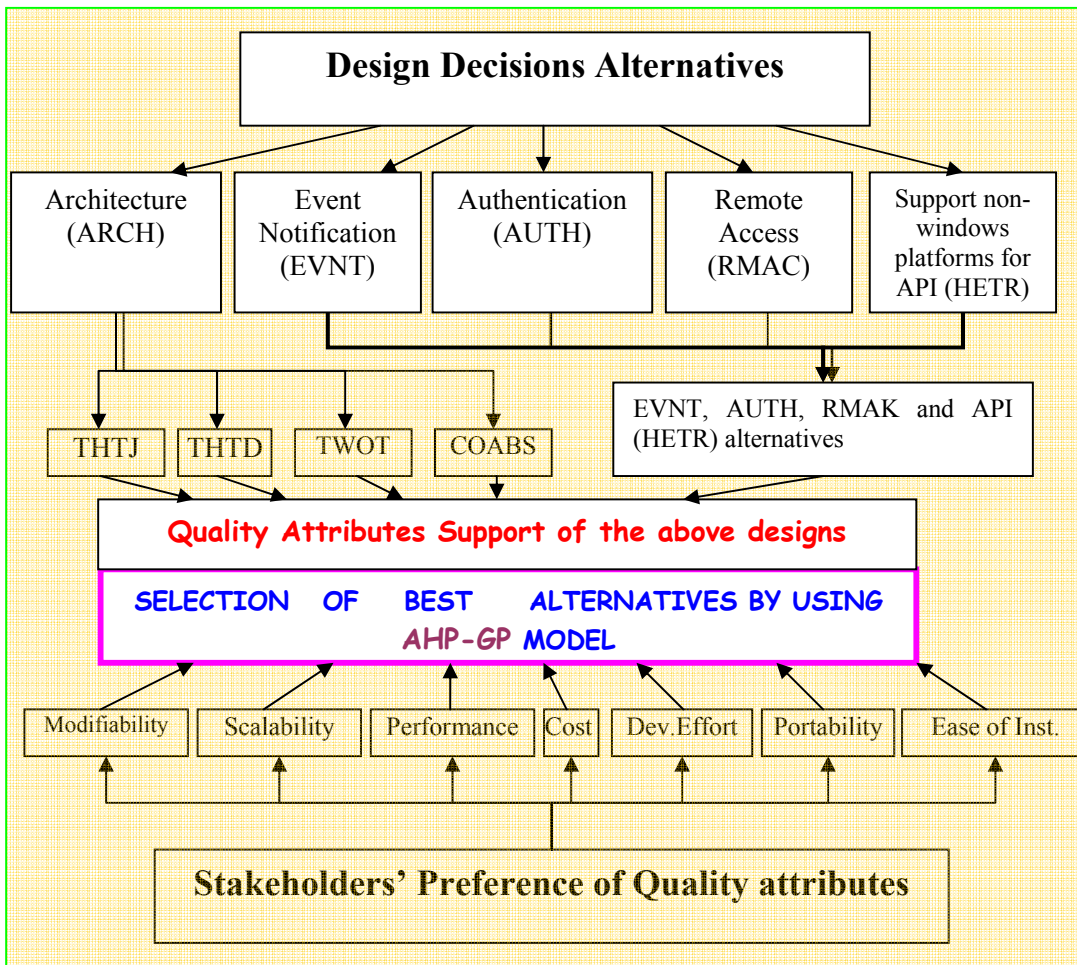 Design Decisions Alternatives
Architecture
(ARCH)
Event
Notification
(EVNT)
Authentication
(AUTH)
Remote
Access
(RMAC)
Support non-
windows
platforms for
API (HETR)
EVNT, AUTH, RMAK and API
(HETR) alternatives
THTJ
THTD
TWOT
COABS
Quality Attributes Support of the above designs
SELECTION OF BEST ALTERNATIVES BY USING
AHP-GP MODEL
Modifiability
Scalability
Performance
Cost
Dev.Effort
Portability
Ease of Inst.
Stakeholders’ Preference of Quality attributes